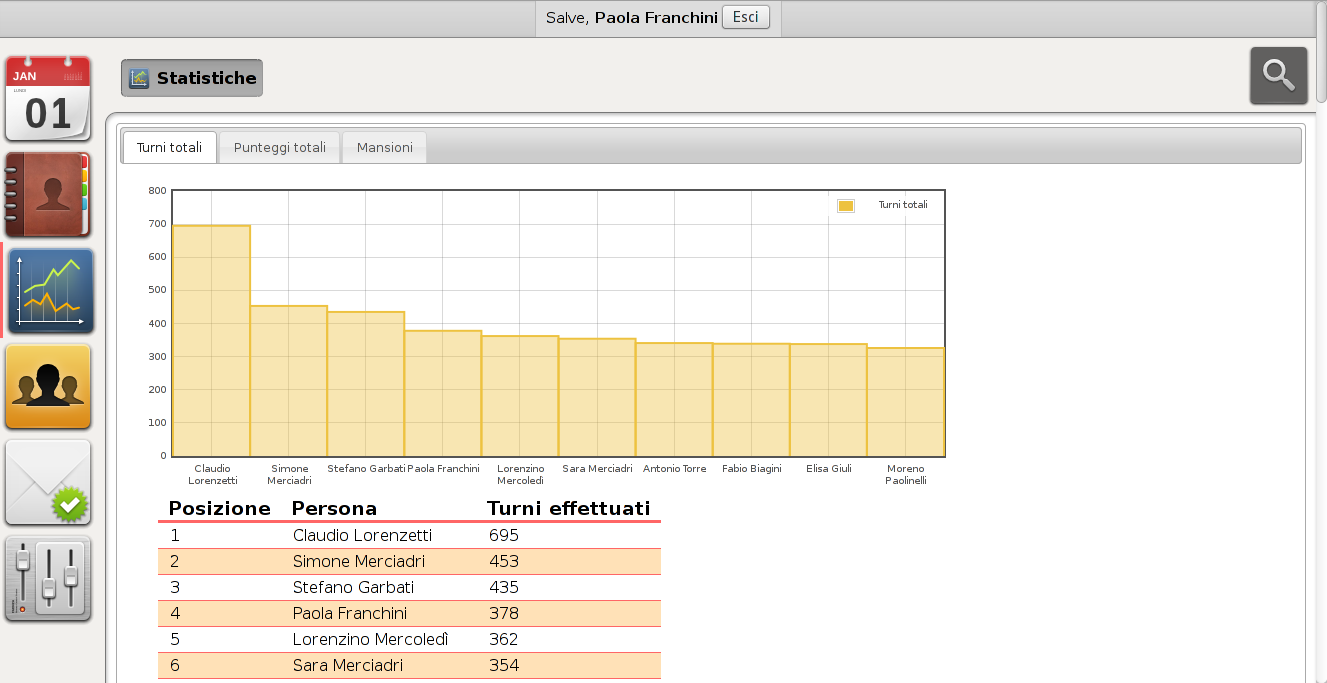 Salve, Paola Franchini Esci
JAN
LUNEDì
01
Statistiche
Turni totali Punteggi totali Mansioni
800
700
600
500
400
300
200
100
0
Turni totali
Claudio Lorenzetti
Simone Merciadri
Stefano Garbati
Paola Franchini
Lorenzino Mercoledì
Sara Merciadri
Antonio Torre
Fabio Biagini
Elisa Giuli
Moreno Paolinelli
Posizione Persona Turni effettuati
1 Claudio Lorenzetti 695
2 Simone Merciadri 453
3 Stefano Garbati 435
4 Paola Franchini 378
5 Lorenzino Mercoledì 362
6 Sara Merciadri 354